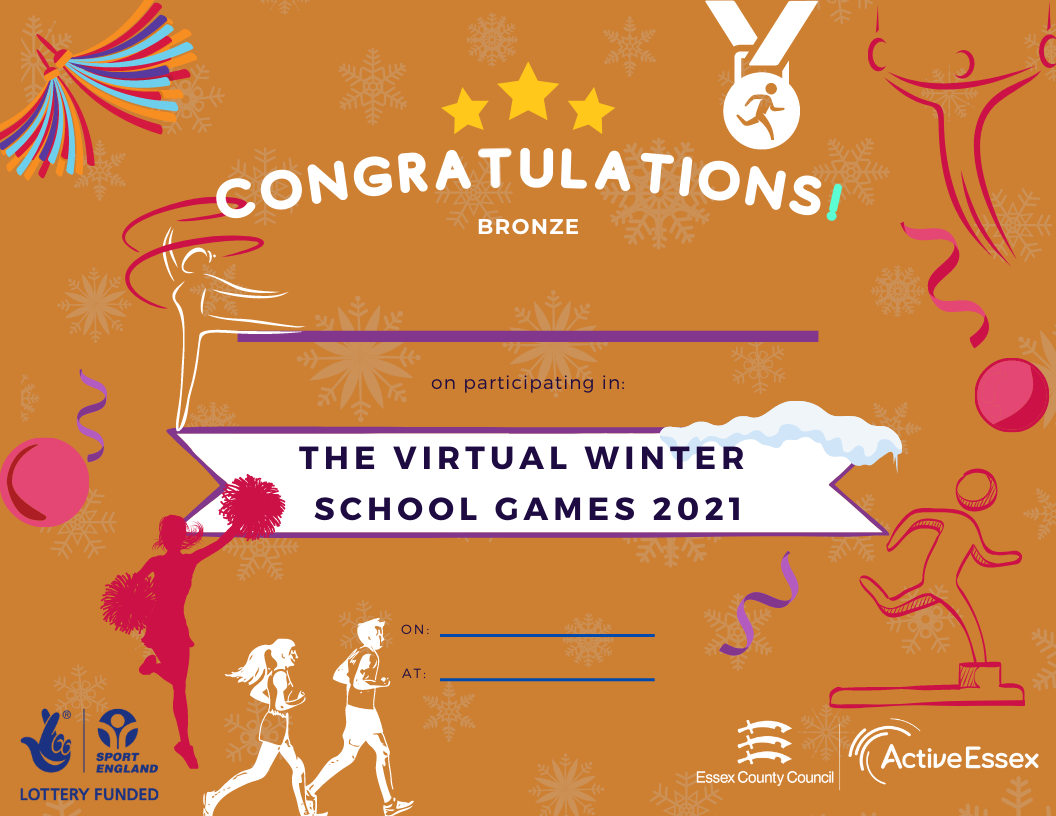 CONGRATULATIONS!
BRONZE
on participating in:
THE VIRTUAL WINTER
SCHOOL GAMES 2021
ON:
AT:
®
SPORT
ENGLAND
LOTTERY FUNDED
Essex County Council
ActiveEssex